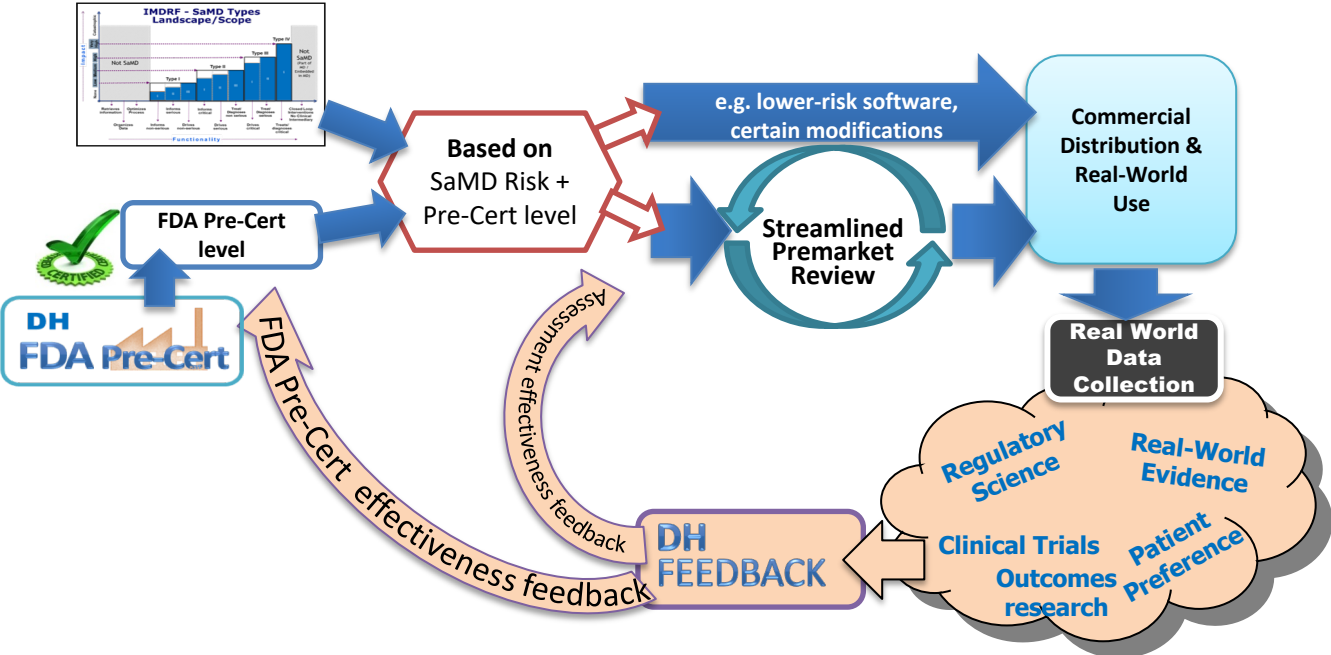 IMDRF - SaMD Types
Landscape/Scope
Impact
Not SaMD
Type I
Type II
Type III
Type IV
Not
SaMD
Functionality
e.g. lower-risk software,
certain modifications
Commercial
Distribution &
Real-World
Use
Based on
SaMD Risk +
Pre-Cert level
FDA Pre-Cert
level
CERTIFIED
Streamlined
Premarket
Review
DH
FDA Pre-Cert
Real World
Data
Collection
Assessment effectiveness feedback
FDA Pre-Cert effectiveness feedback
Regulatory
Science
Real-World
Evidence
Clinical Trials
Patient
Preference
Outcomes
research
DH
FEEDBACK